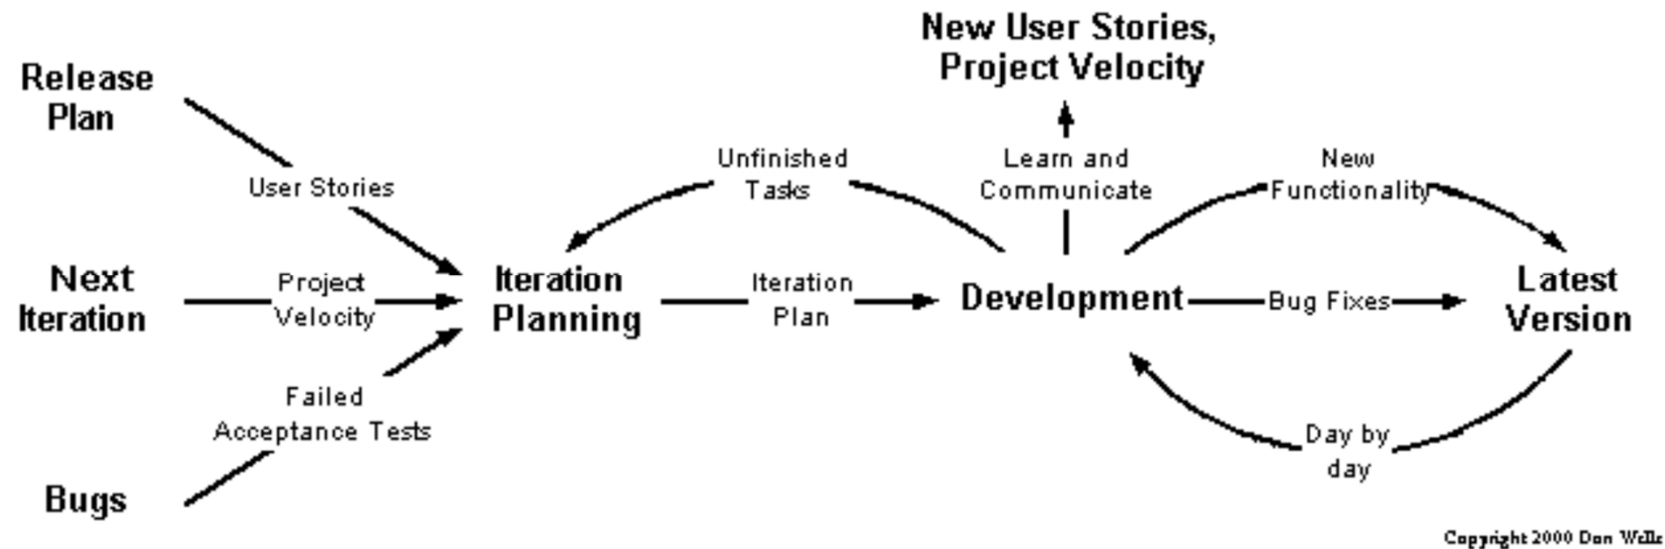 New User Stories,
Project Velocity
Release
Plan
User Stories
Unfinished
Tasks
Learn and
Communicate
New
Functionality
Next
Iteration
Project
Velocity
Iteration
Planning
Iteration
Plan
Development
Bug Fixes
Latest
Version
Failed
Acceptance Tests
Day by
day
Bugs
Copyright 2000 Don Wells